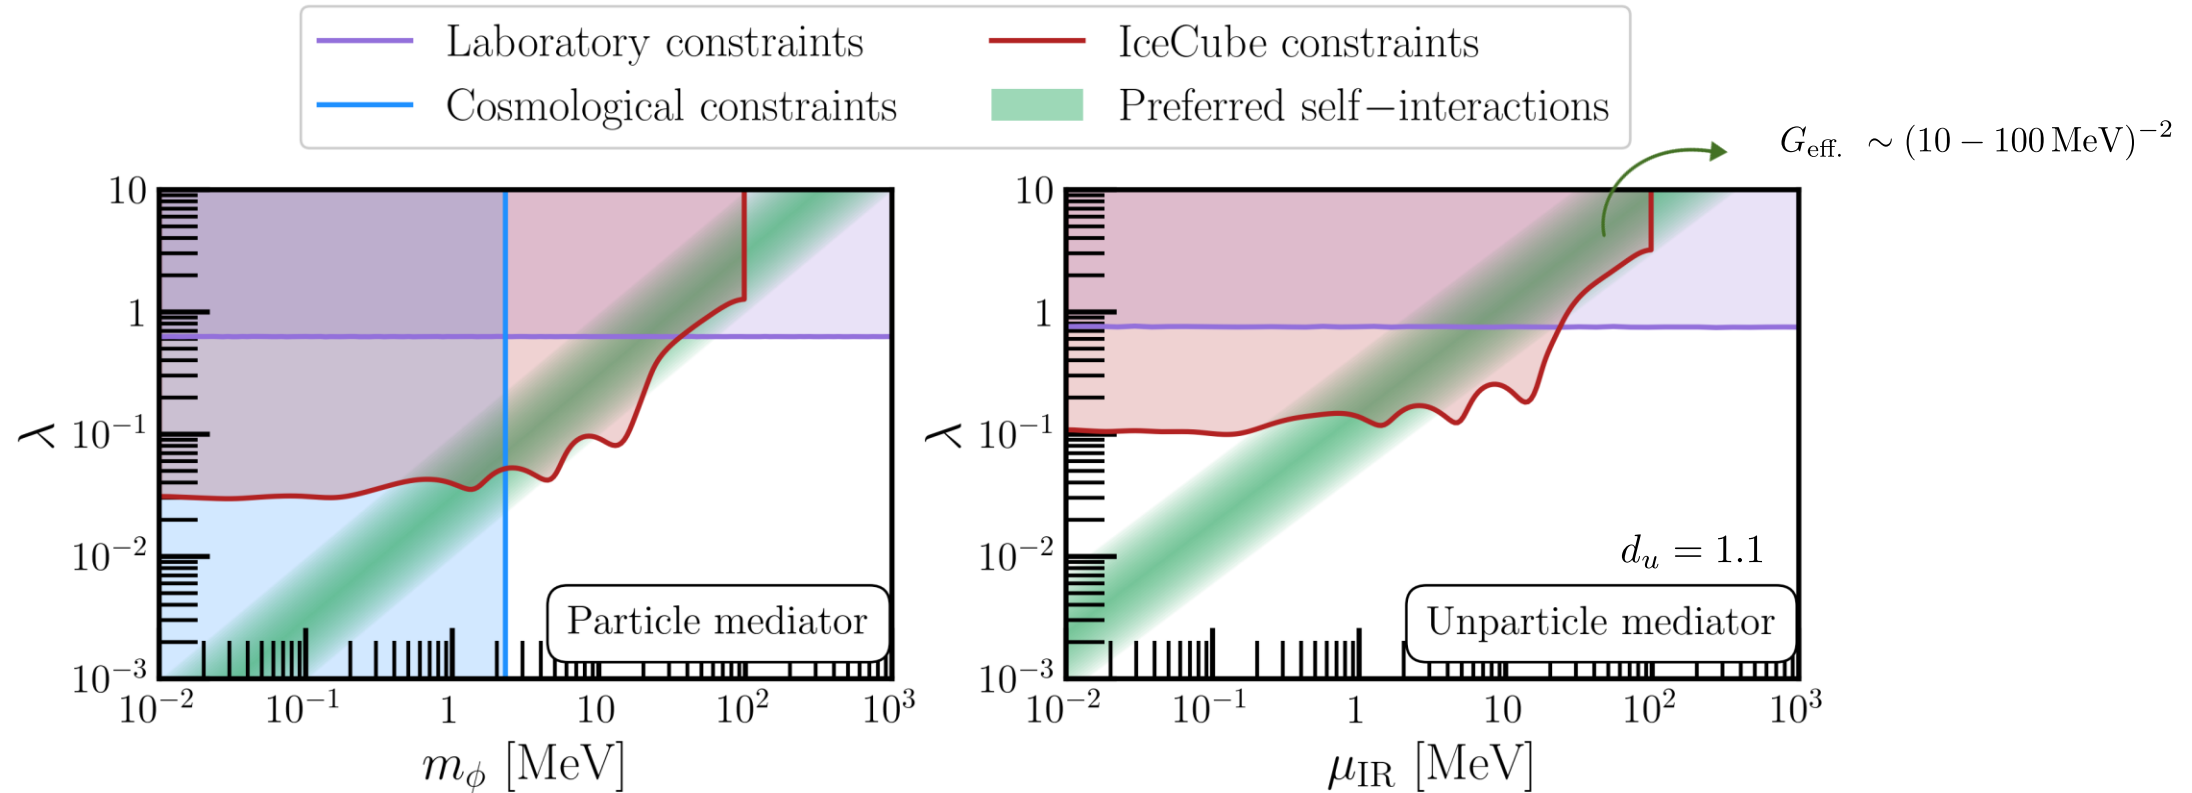 Laboratory constraints
IceCube constraints
Cosmological constraints
Preferred self−interactions
G_eff. ∼ (10 − 100 MeV)^−2
10
1
10^−1
10^−2
10^−3
λ
10^−2 10^−1 1 10 10^2 10^3
m_ϕ [MeV]
Particle mediator
10
1
10^−1
10^−2
10^−3
λ
d_u = 1.1
Unparticle mediator
10^−2 10^−1 1 10 10^2 10^3
μ_IR [MeV]